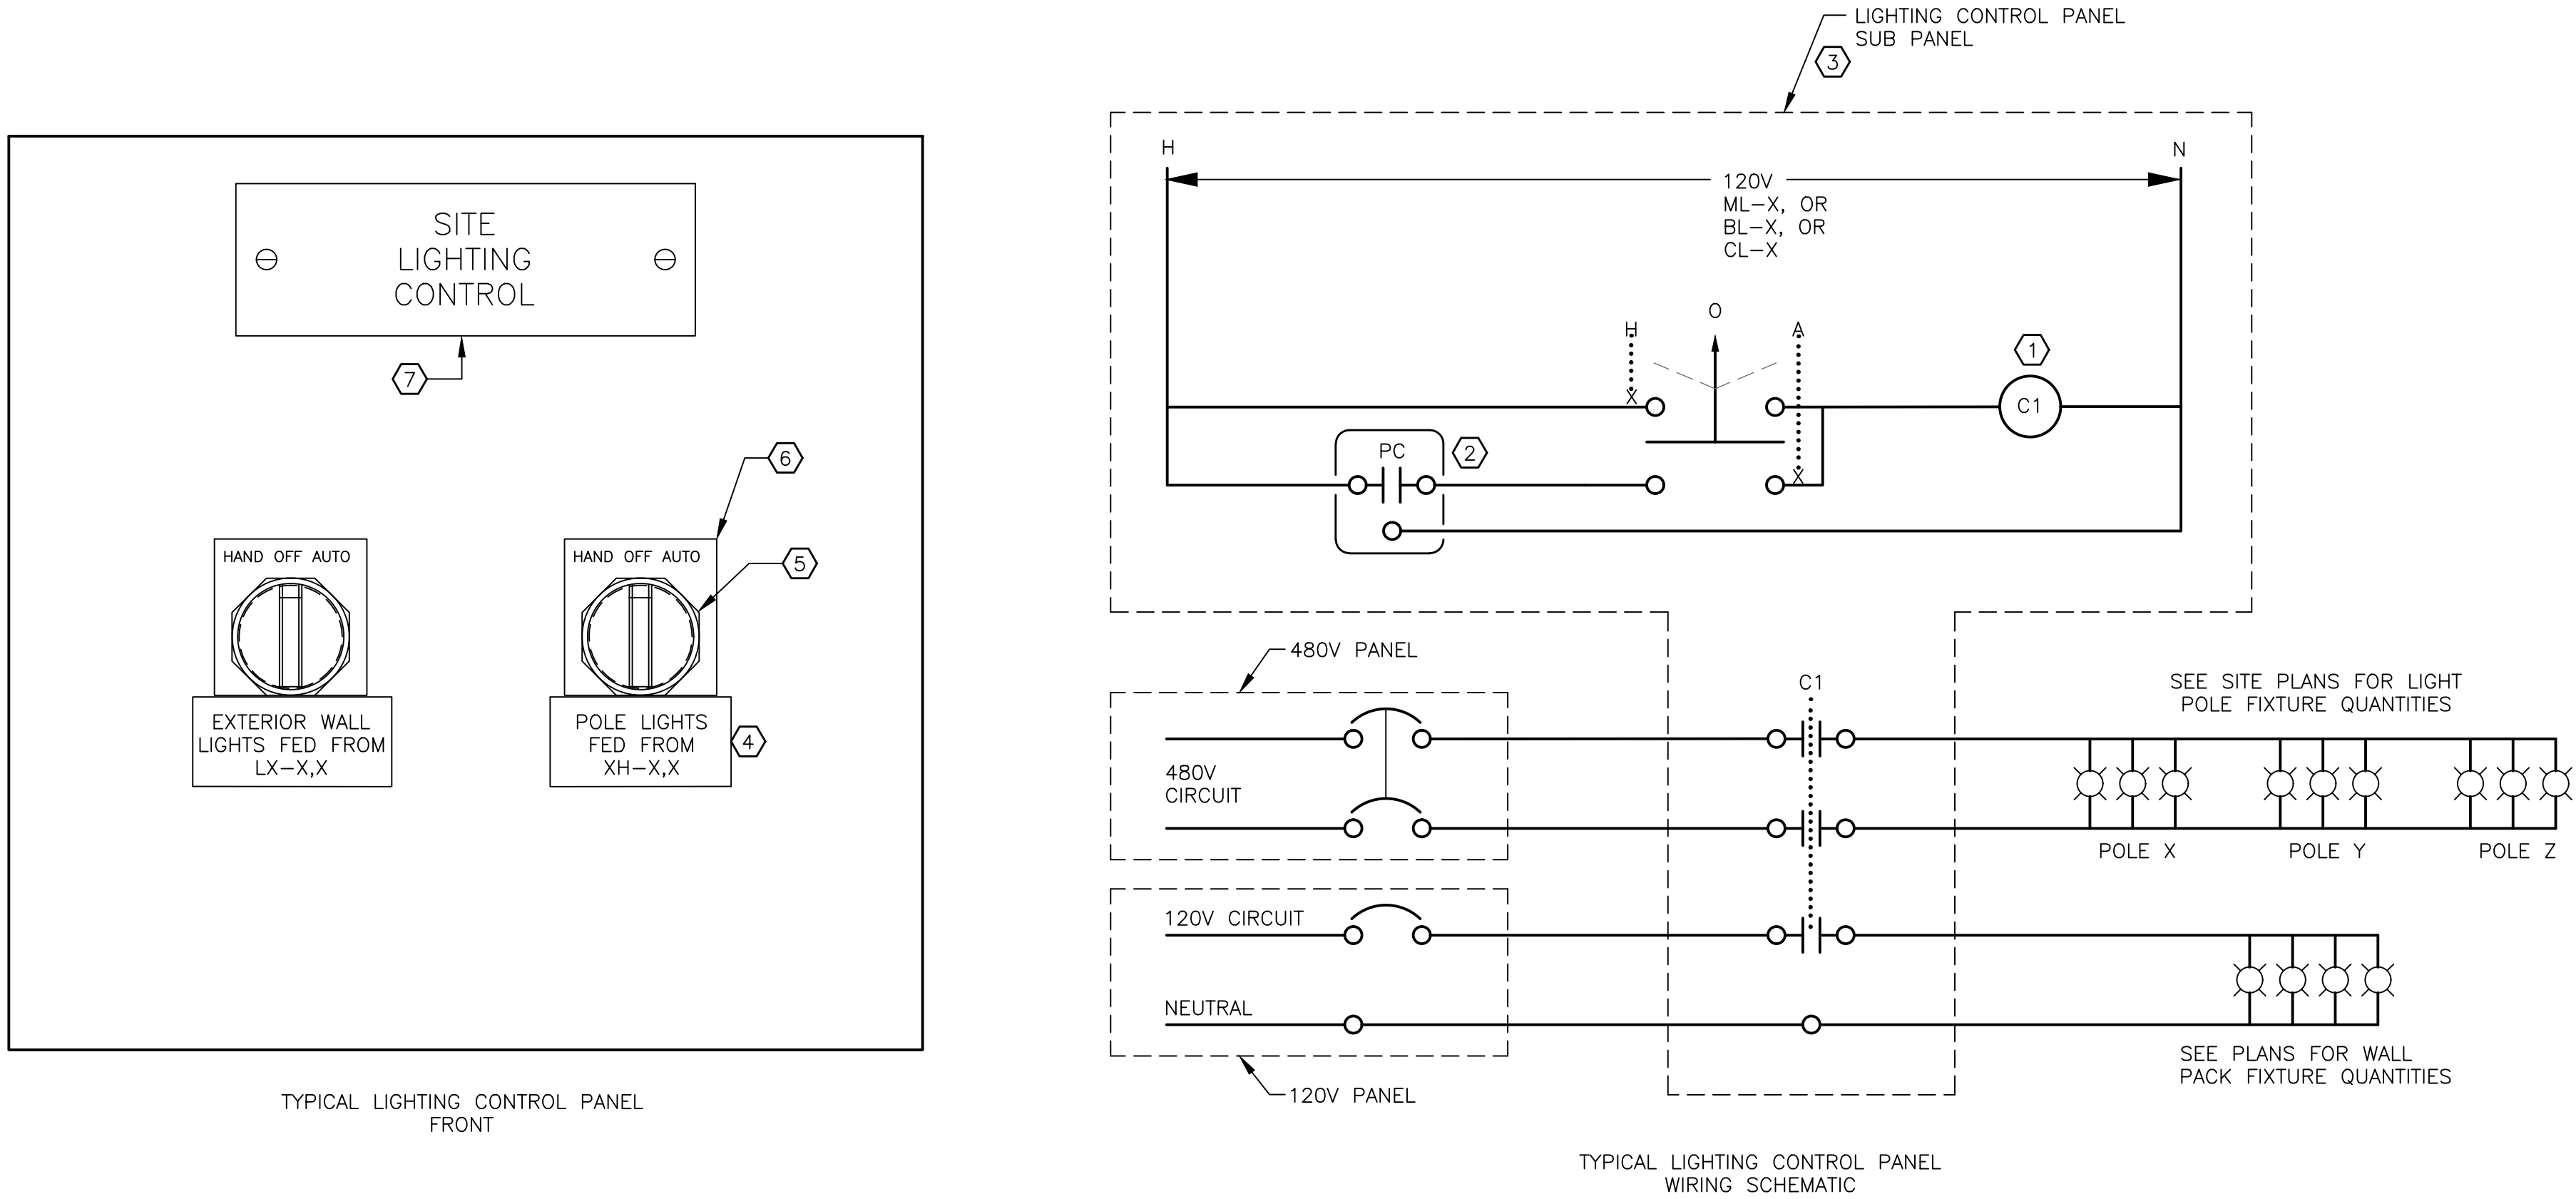 SITE
LIGHTING
CONTROL
7
6
5
HAND OFF AUTO
HAND OFF AUTO
EXTERIOR WALL
LIGHTS FED FROM
LX-X,X
POLE LIGHTS
FED FROM
XH-X,X
4
TYPICAL LIGHTING CONTROL PANEL
FRONT
LIGHTING CONTROL PANEL
SUB PANEL
3
H
N
120V
ML-X, OR
BL-X, OR
CL-X
H
O
A
X
1
C1
PC
2
X
480V PANEL
480V
CIRCUIT
C1
SEE SITE PLANS FOR LIGHT
POLE FIXTURE QUANTITIES
POLE X
POLE Y
POLE Z
120V CIRCUIT
NEUTRAL
120V PANEL
SEE PLANS FOR WALL
PACK FIXTURE QUANTITIES
TYPICAL LIGHTING CONTROL PANEL
WIRING SCHEMATIC